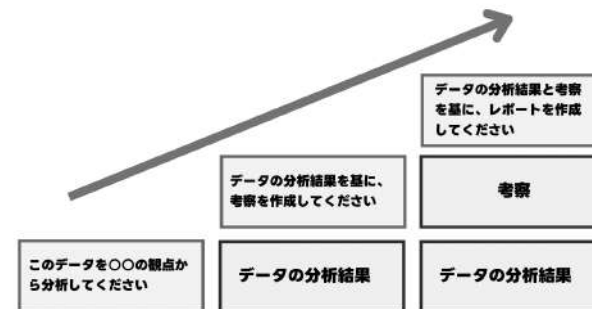 データの分析結果と考察
を基に、レポートを作成
してください
データの分析結果を基に、
考察を作成してください
考察
このデータを〇〇の観点か
ら分析してください
データの分析結果
データの分析結果